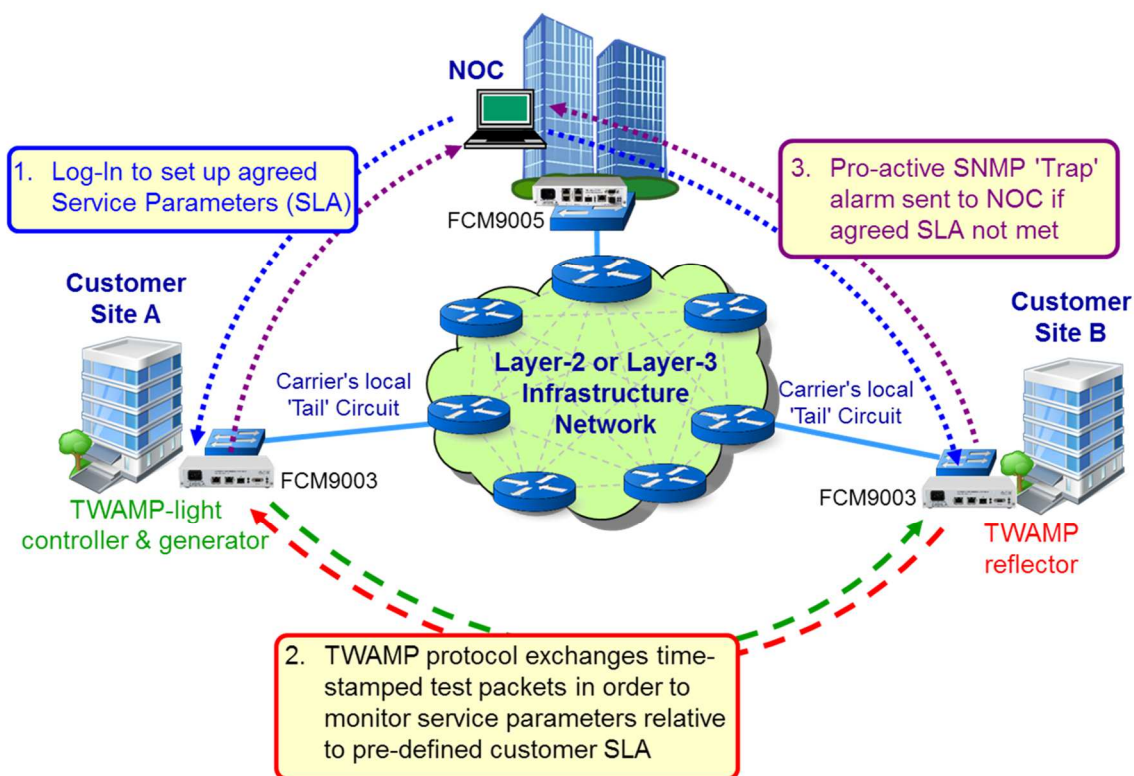 NOC
1. Log-In to set up agreed
Service Parameters (SLA)
3. Pro-active SNMP 'Trap'
alarm sent to NOC if
agreed SLA not met
FCM9005
Customer
Site A
Customer
Site B
Layer-2 or Layer-3
Infrastructure
Network
Carrier's local
'Tail' Circuit
Carrier's local
'Tail' Circuit
FCM9003
FCM9003
TWAMP-light
controller & generator
TWAMP
reflector
2. TWAMP protocol exchanges time-
stamped test packets in order to
monitor service parameters relative
to pre-defined customer SLA